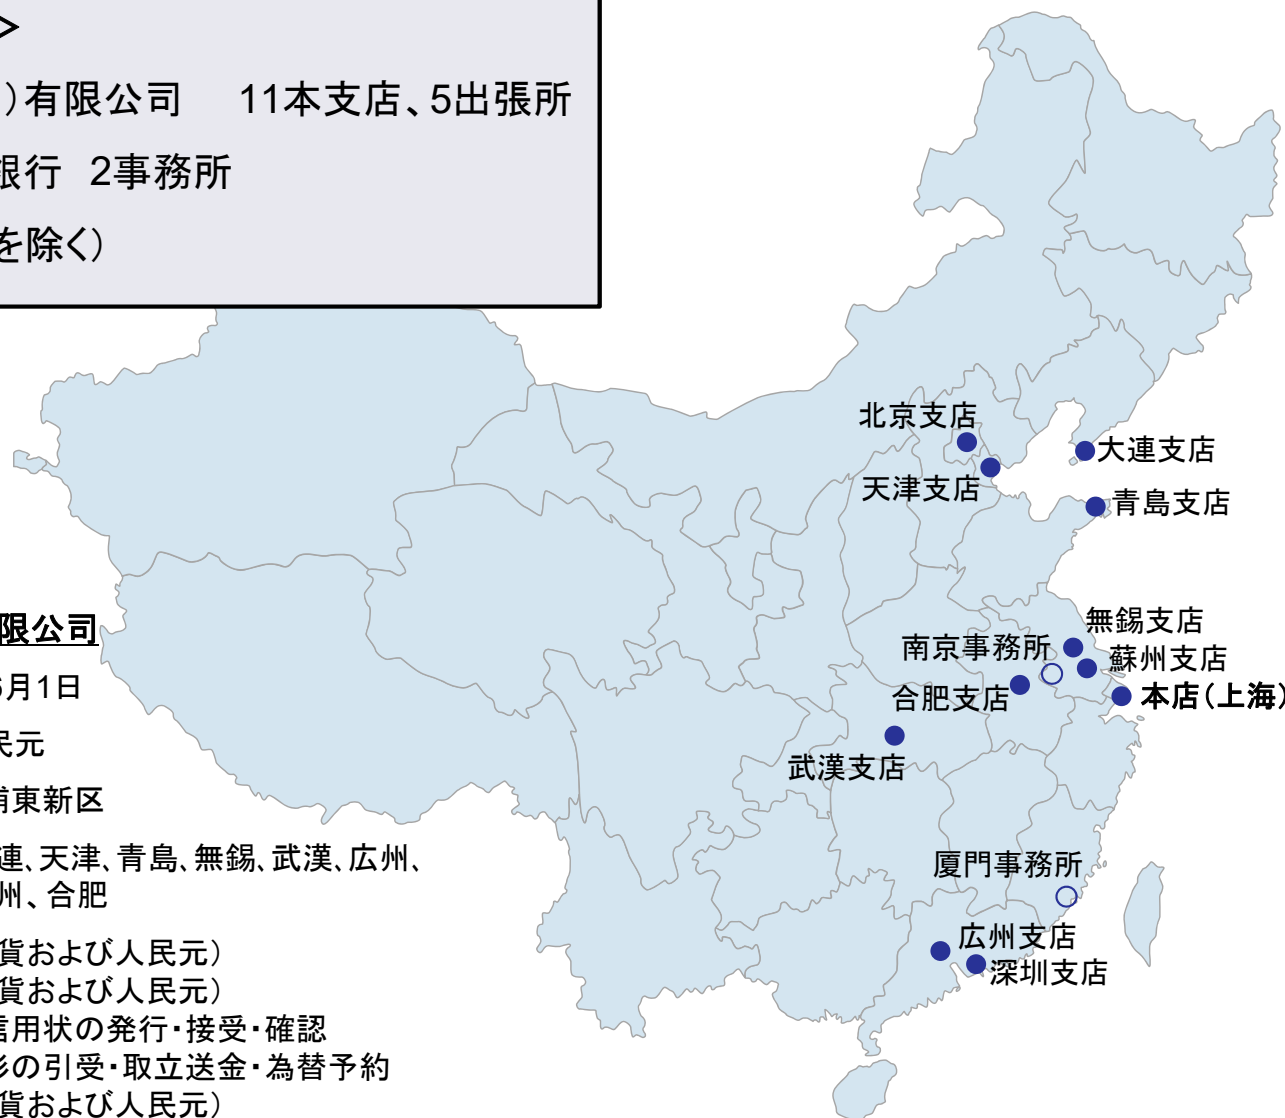 >
)有限公司 11本支店、5出張所
銀行 2事務所
を除く)
北京支店
大連支店
天津支店
青島支店
無錫支店
南京事務所
蘇州支店
合肥支店
本店(上海)
武漢支店
厦門事務所
広州支店
深圳支店
限公司
6月1日
民元
浦東新区
連、天津、青島、無錫、武漢、広州、
州、合肥
貨および人民元)
貨および人民元)
信用状の発行・接受・確認
形の引受・取立送金・為替予約
貨および人民元)